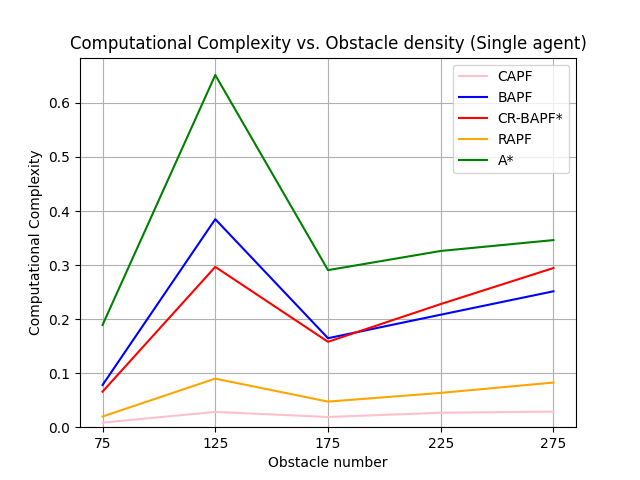 Computational Complexity vs. Obstacle density (Single agent)
CAPF
BAPF
CR-BAPF*
RAPF
A*
Computational Complexity
0.6
0.5
0.4
0.3
0.2
0.1
0.0
75 125 175 225 275
Obstacle number